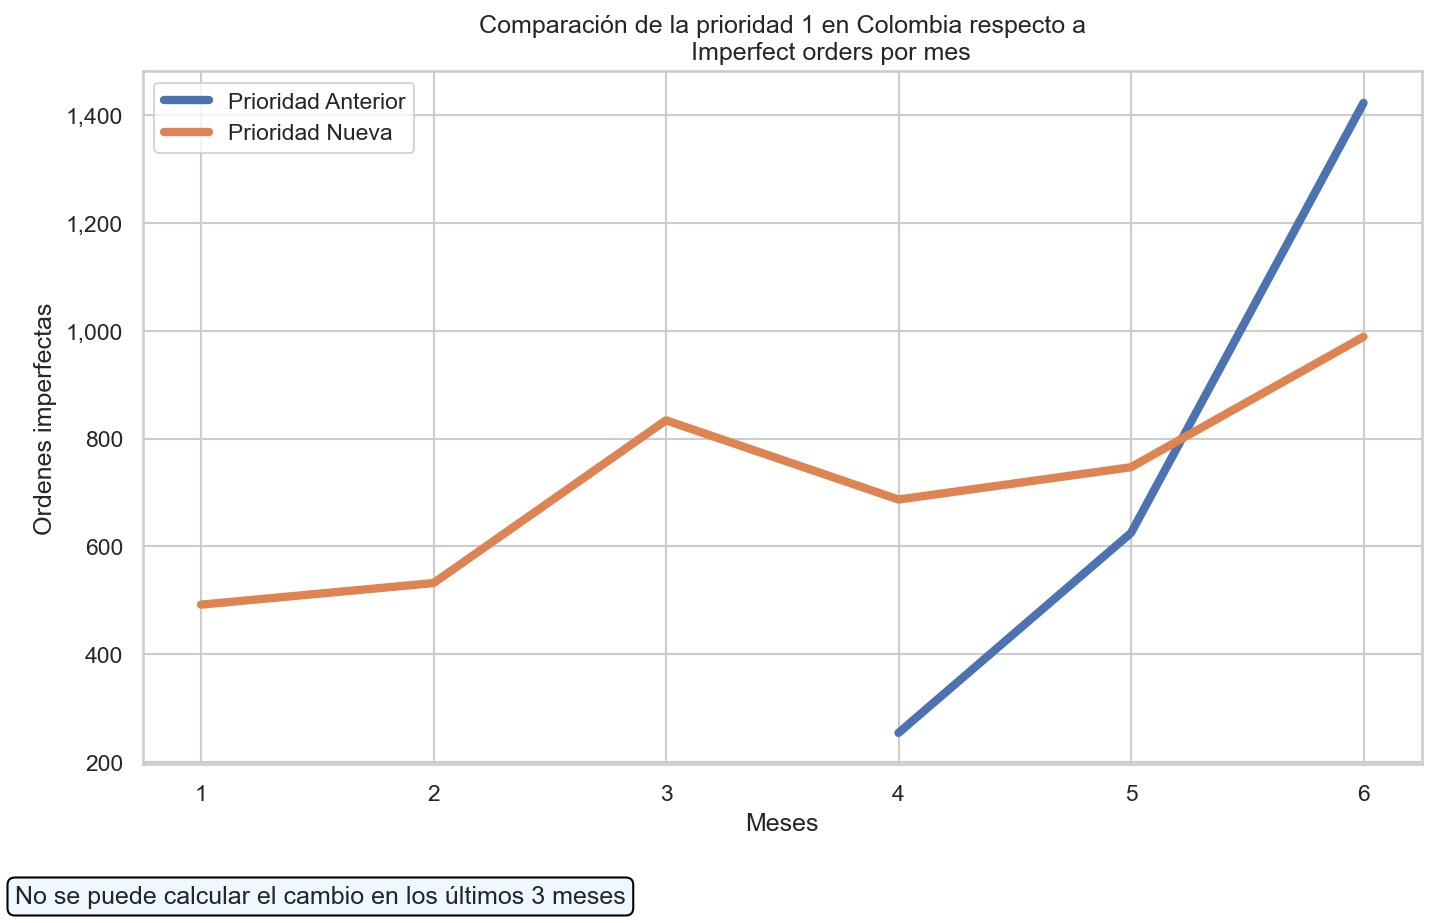 Comparación de la prioridad 1 en Colombia respecto a
Imperfect orders por mes
Prioridad Anterior
Prioridad Nueva
1,400
1,200
1,000
800
600
400
200
Ordenes imperfectas
1
2
3
4
5
6
Meses
No se puede calcular el cambio en los últimos 3 meses